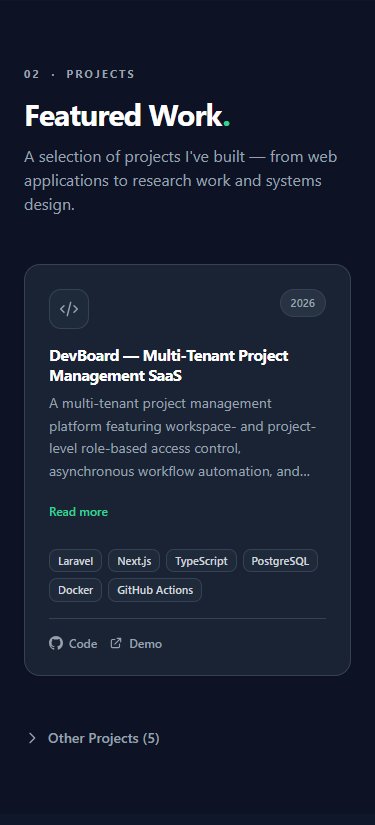 02 · PROJECTS
Featured Work.
A selection of projects I've built — from web
applications to research work and systems
design.
</>
2026
DevBoard — Multi-Tenant Project
Management SaaS
A multi-tenant project management
platform featuring workspace- and project-
level role-based access control,
asynchronous workflow automation, and...
Read more
Laravel Next.js TypeScript PostgreSQL
Docker GitHub Actions
Code Demo
Other Projects (5)